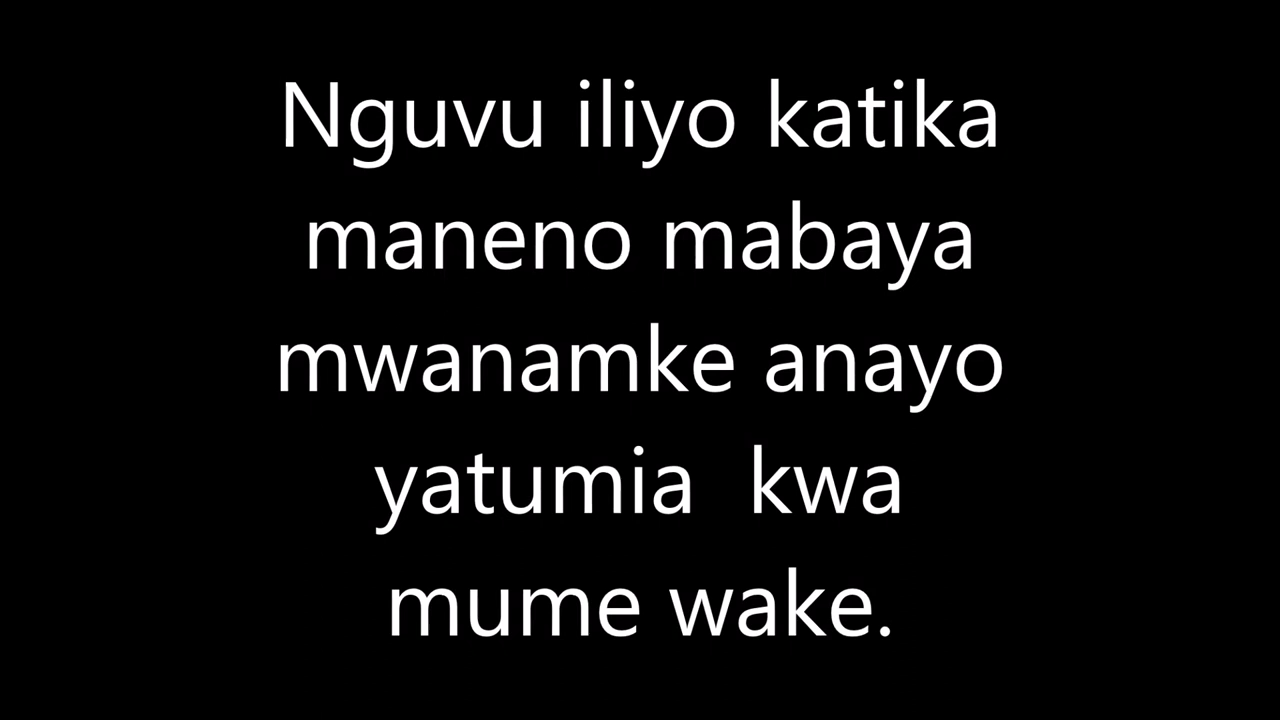 Nguvu iliyo katika
maneno mabaya
mwanamke anayo
yatumia  kwa
mume wake.